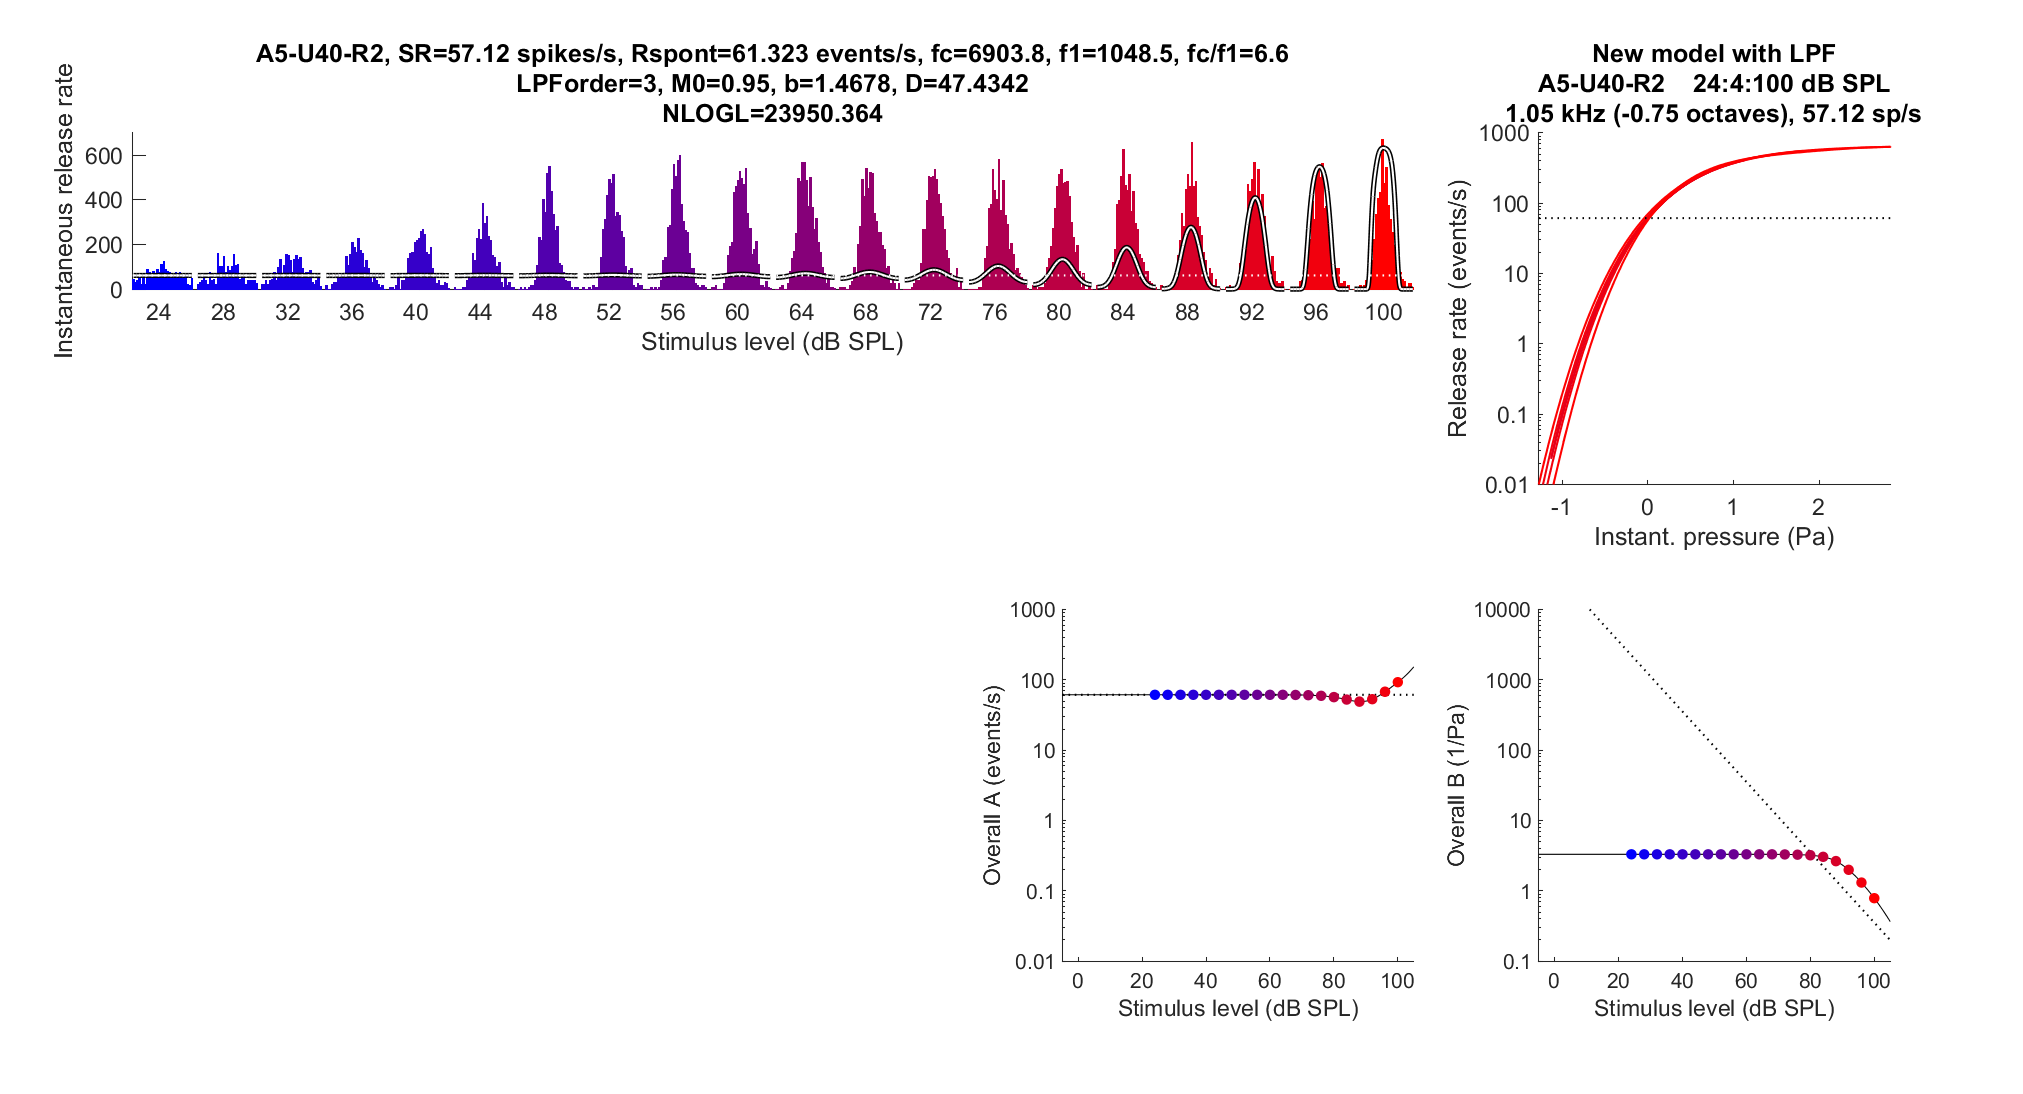 A5-U40-R2, SR=57.12 spikes/s, Rspont=61.323 events/s, fc=6903.8, f1=1048.5, fc/f1=6.6
LPForder=3, M0=0.95, b=1.4678, D=47.4342
NLOGL=23950.364
Instantaneous release rate
600
400
200
0
24 28 32 36 40 44 48 52 56 60 64 68 72 76 80 84 88 92 96 100
Stimulus level (dB SPL)
New model with LPF
A5-U40-R2 24:4:100 dB SPL
1.05 kHz (-0.75 octaves), 57.12 sp/s
Release rate (events/s)
1000
100
10
1
0.1
0.01
-1 0 1 2
Instant. pressure (Pa)
Overall A (events/s)
1000
100
10
1
0.1
0.01
0 20 40 60 80 100
Stimulus level (dB SPL)
Overall B (1/Pa)
10000
1000
100
10
1
0.1
0 20 40 60 80 100
Stimulus level (dB SPL)